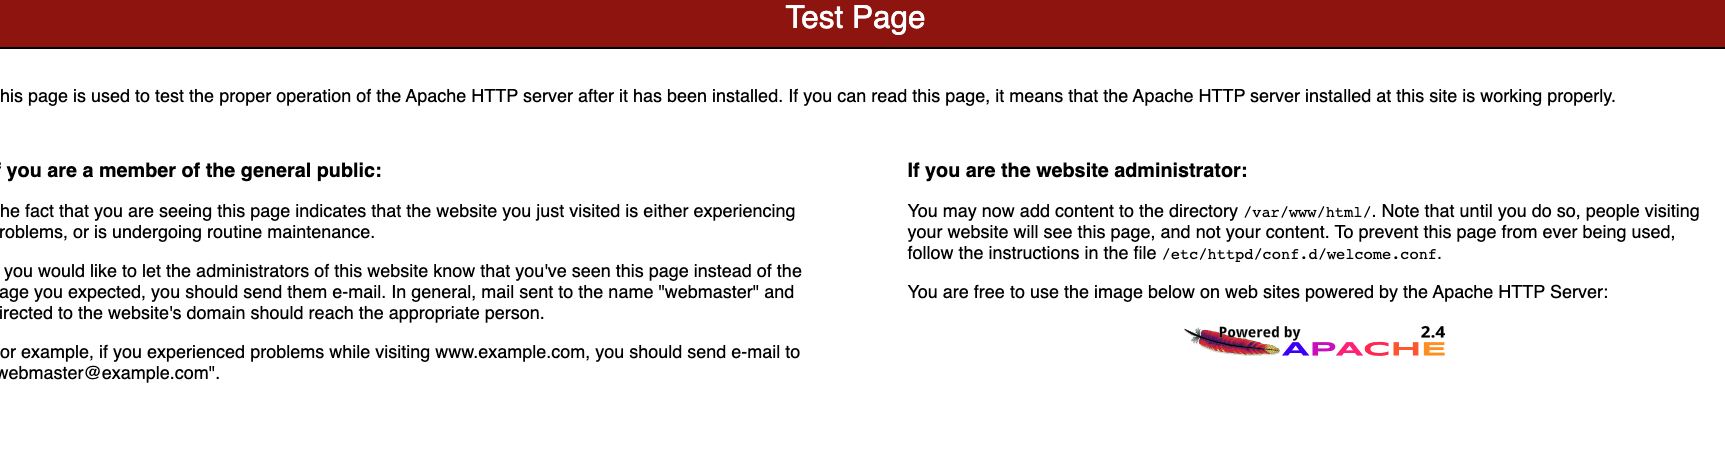 Test Page
his page is used to test the proper operation of the Apache HTTP server after it has been installed. If you can read this page, it means that the Apache HTTP server installed at this site is working properly.
f you are a member of the general public:
he fact that you are seeing this page indicates that the website you just visited is either experiencing
roblems, or is undergoing routine maintenance.
you would like to let the administrators of this website know that you've seen this page instead of the
age you expected, you should send them e-mail. In general, mail sent to the name "webmaster" and
irected to the website's domain should reach the appropriate person.
or example, if you experienced problems while visiting www.example.com, you should send e-mail to
webmaster@example.com".
If you are the website administrator:
You may now add content to the directory /var/www/html/. Note that until you do so, people visiting
your website will see this page, and not your content. To prevent this page from ever being used,
follow the instructions in the file /etc/httpd/conf.d/welcome.conf.
You are free to use the image below on web sites powered by the Apache HTTP Server:
Powered by 2.4
APACHE